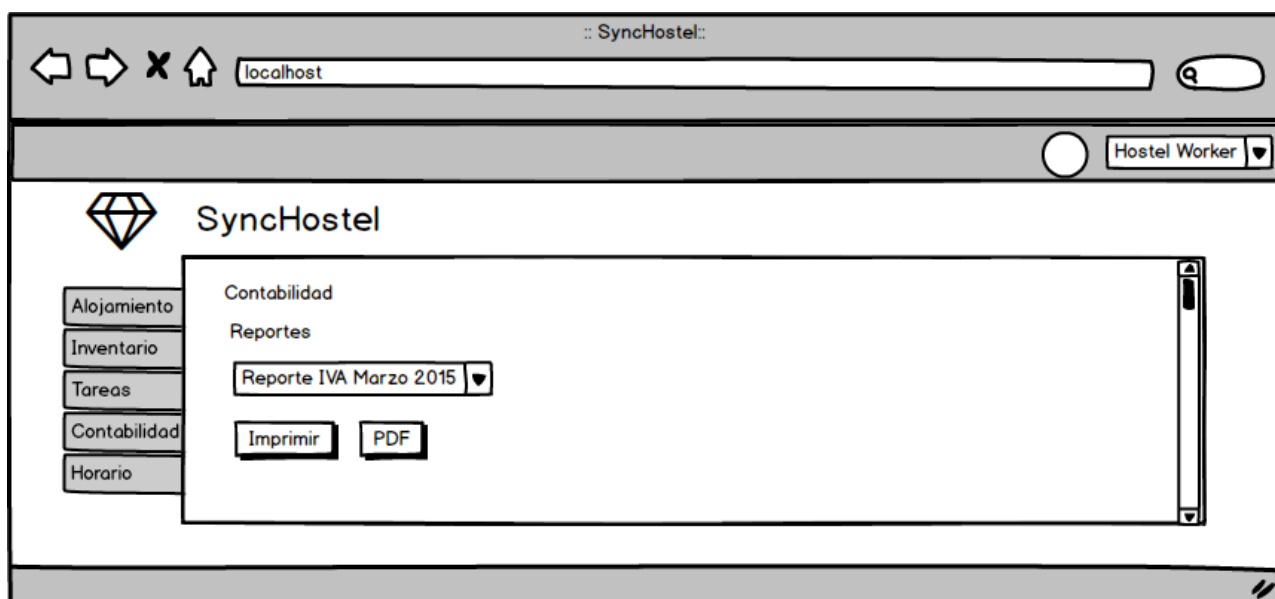 :: SyncHostel::
localhost
Hostel Worker
SyncHostel
Alojamiento
Inventario
Tareas
Contabilidad
Horario
Contabilidad
Reportes
Reporte IVA Marzo 2015
Imprimir PDF